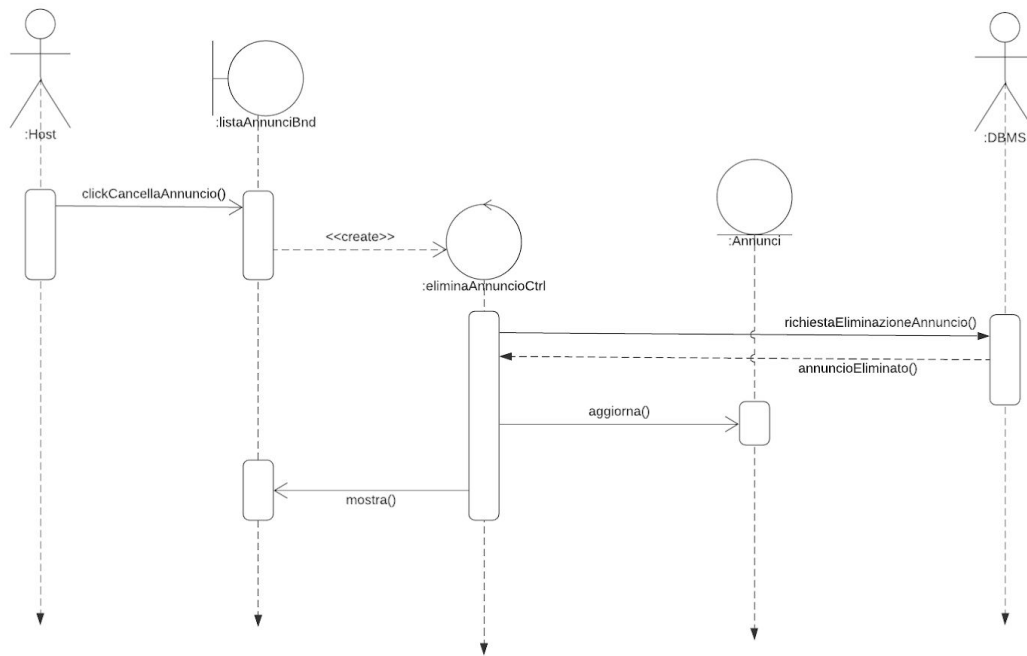 :Host
:listaAnnunciBnd
:DBMS
clickCancellaAnnuncio()
<<create>>
:Annunci
:eliminaAnnuncioCtrl
richiestaEliminazioneAnnuncio()
annuncioEliminato()
aggiorna()
mostra()